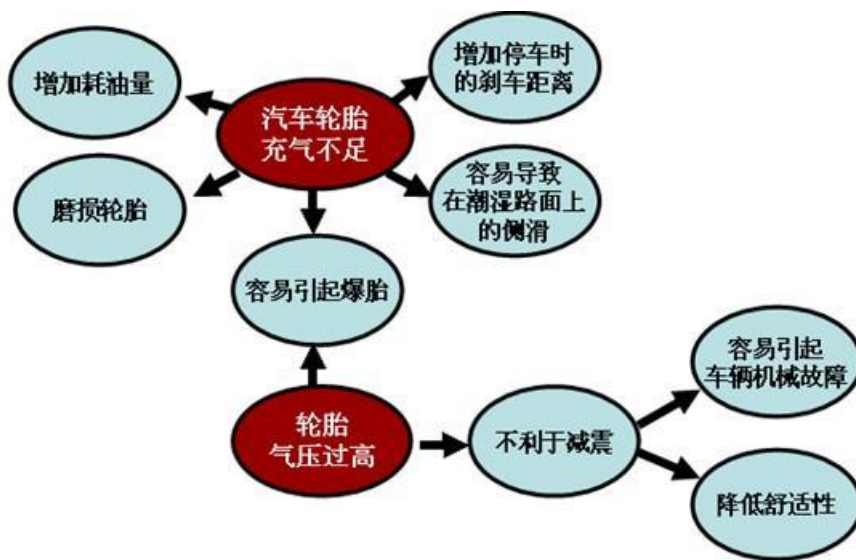 增加耗油量
汽车轮胎
充气不足
增加停车时
的刹车距离
磨损轮胎
容易导致
在潮湿路面上
的侧滑
容易引起爆胎
轮胎
气压过高
不利于减震
容易引起
车辆机械故障
降低舒适性